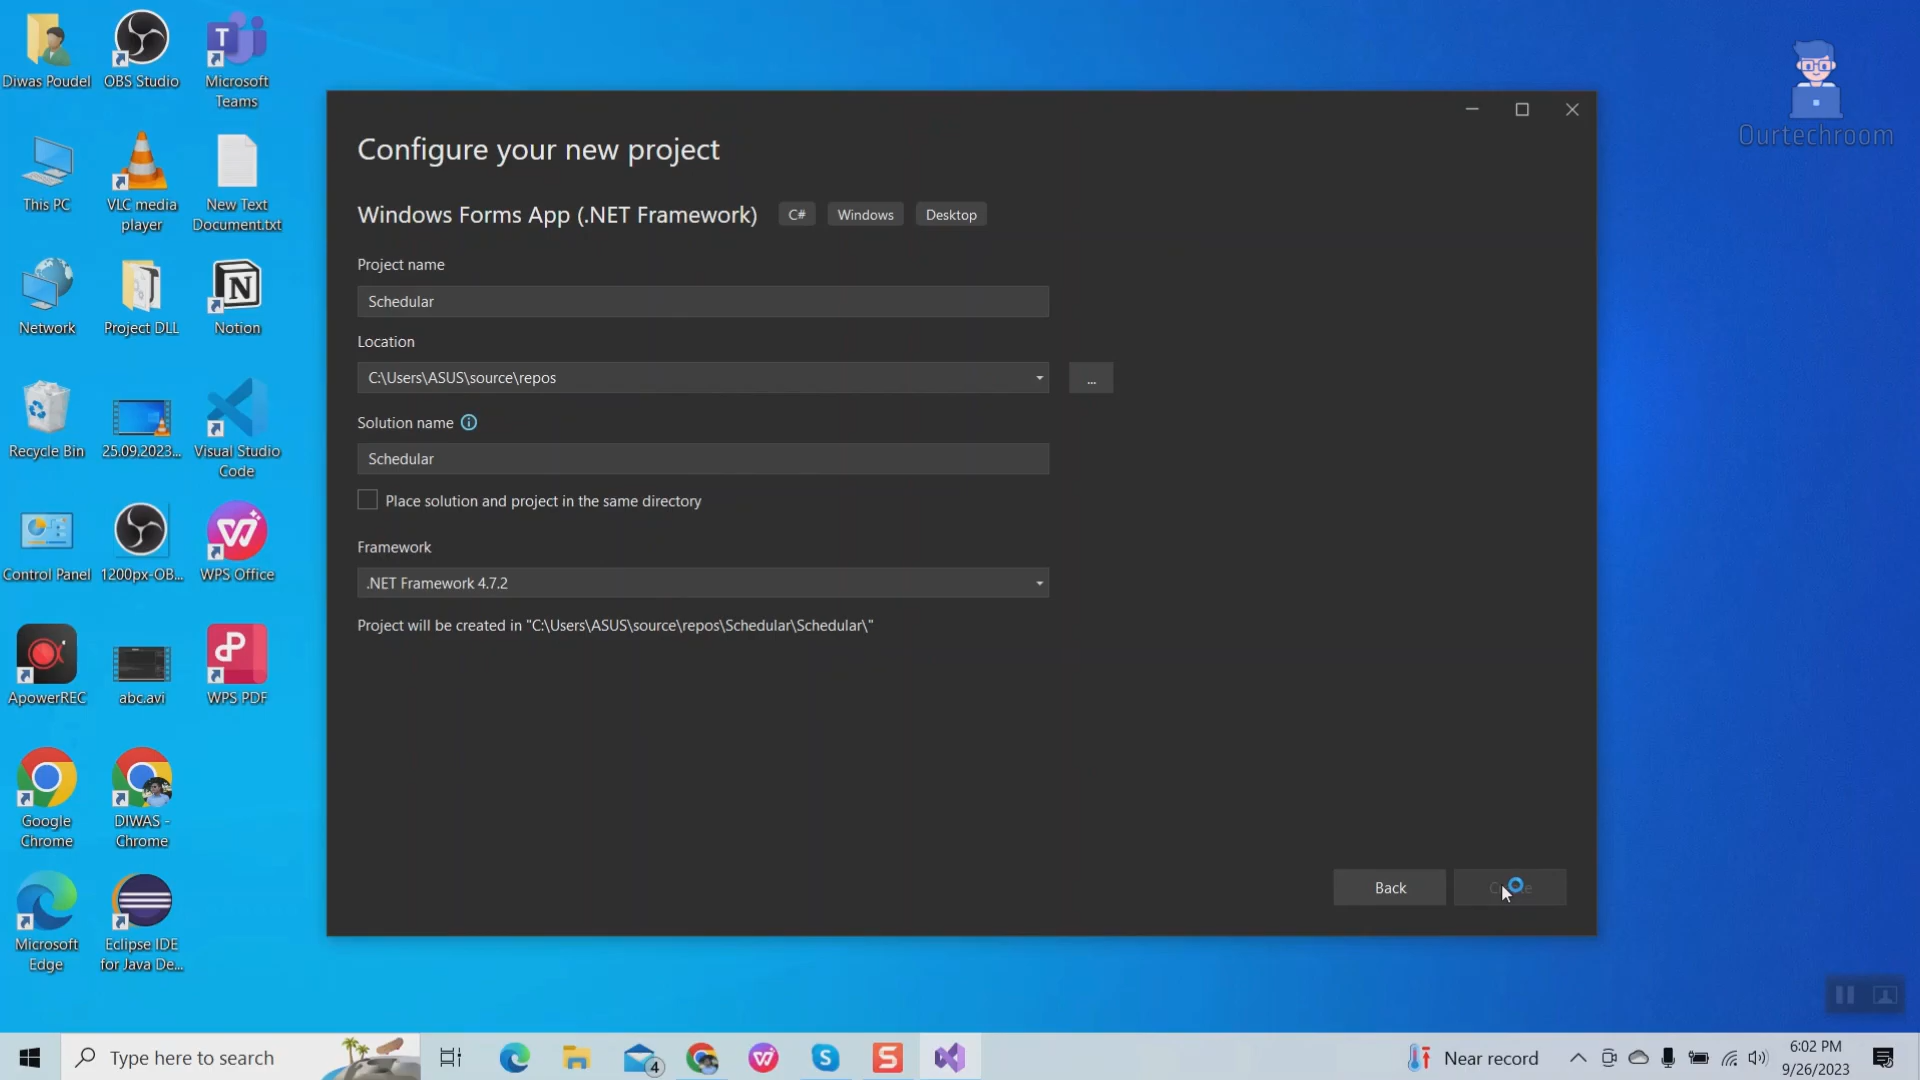 Diwas Poudel
OBS Studio
Microsoft
Teams
This PC
VLC media
player
New Text
Document.txt
Network
Project DLL
Notion
Recycle Bin
25.09.2023...
Visual Studio
Code
Control Panel
1200px-OB...
WPS Office
ApowerREC
abc.avi
WPS PDF
Google
Chrome
DIWAS -
Chrome
Microsoft
Edge
Eclipse IDE
for Java De...
Ourtechroom
Configure your new project
Windows Forms App (.NET Framework) C# Windows Desktop
Project name
Schedular
Location
C:\Users\ASUS\source\repos
...
Solution name
Schedular
Place solution and project in the same directory
Framework
.NET Framework 4.7.2
Project will be created in "C:\Users\ASUS\source\repos\Schedular\Schedular\"
Back
Type here to search
4
Near record
6:02 PM
9/26/2023